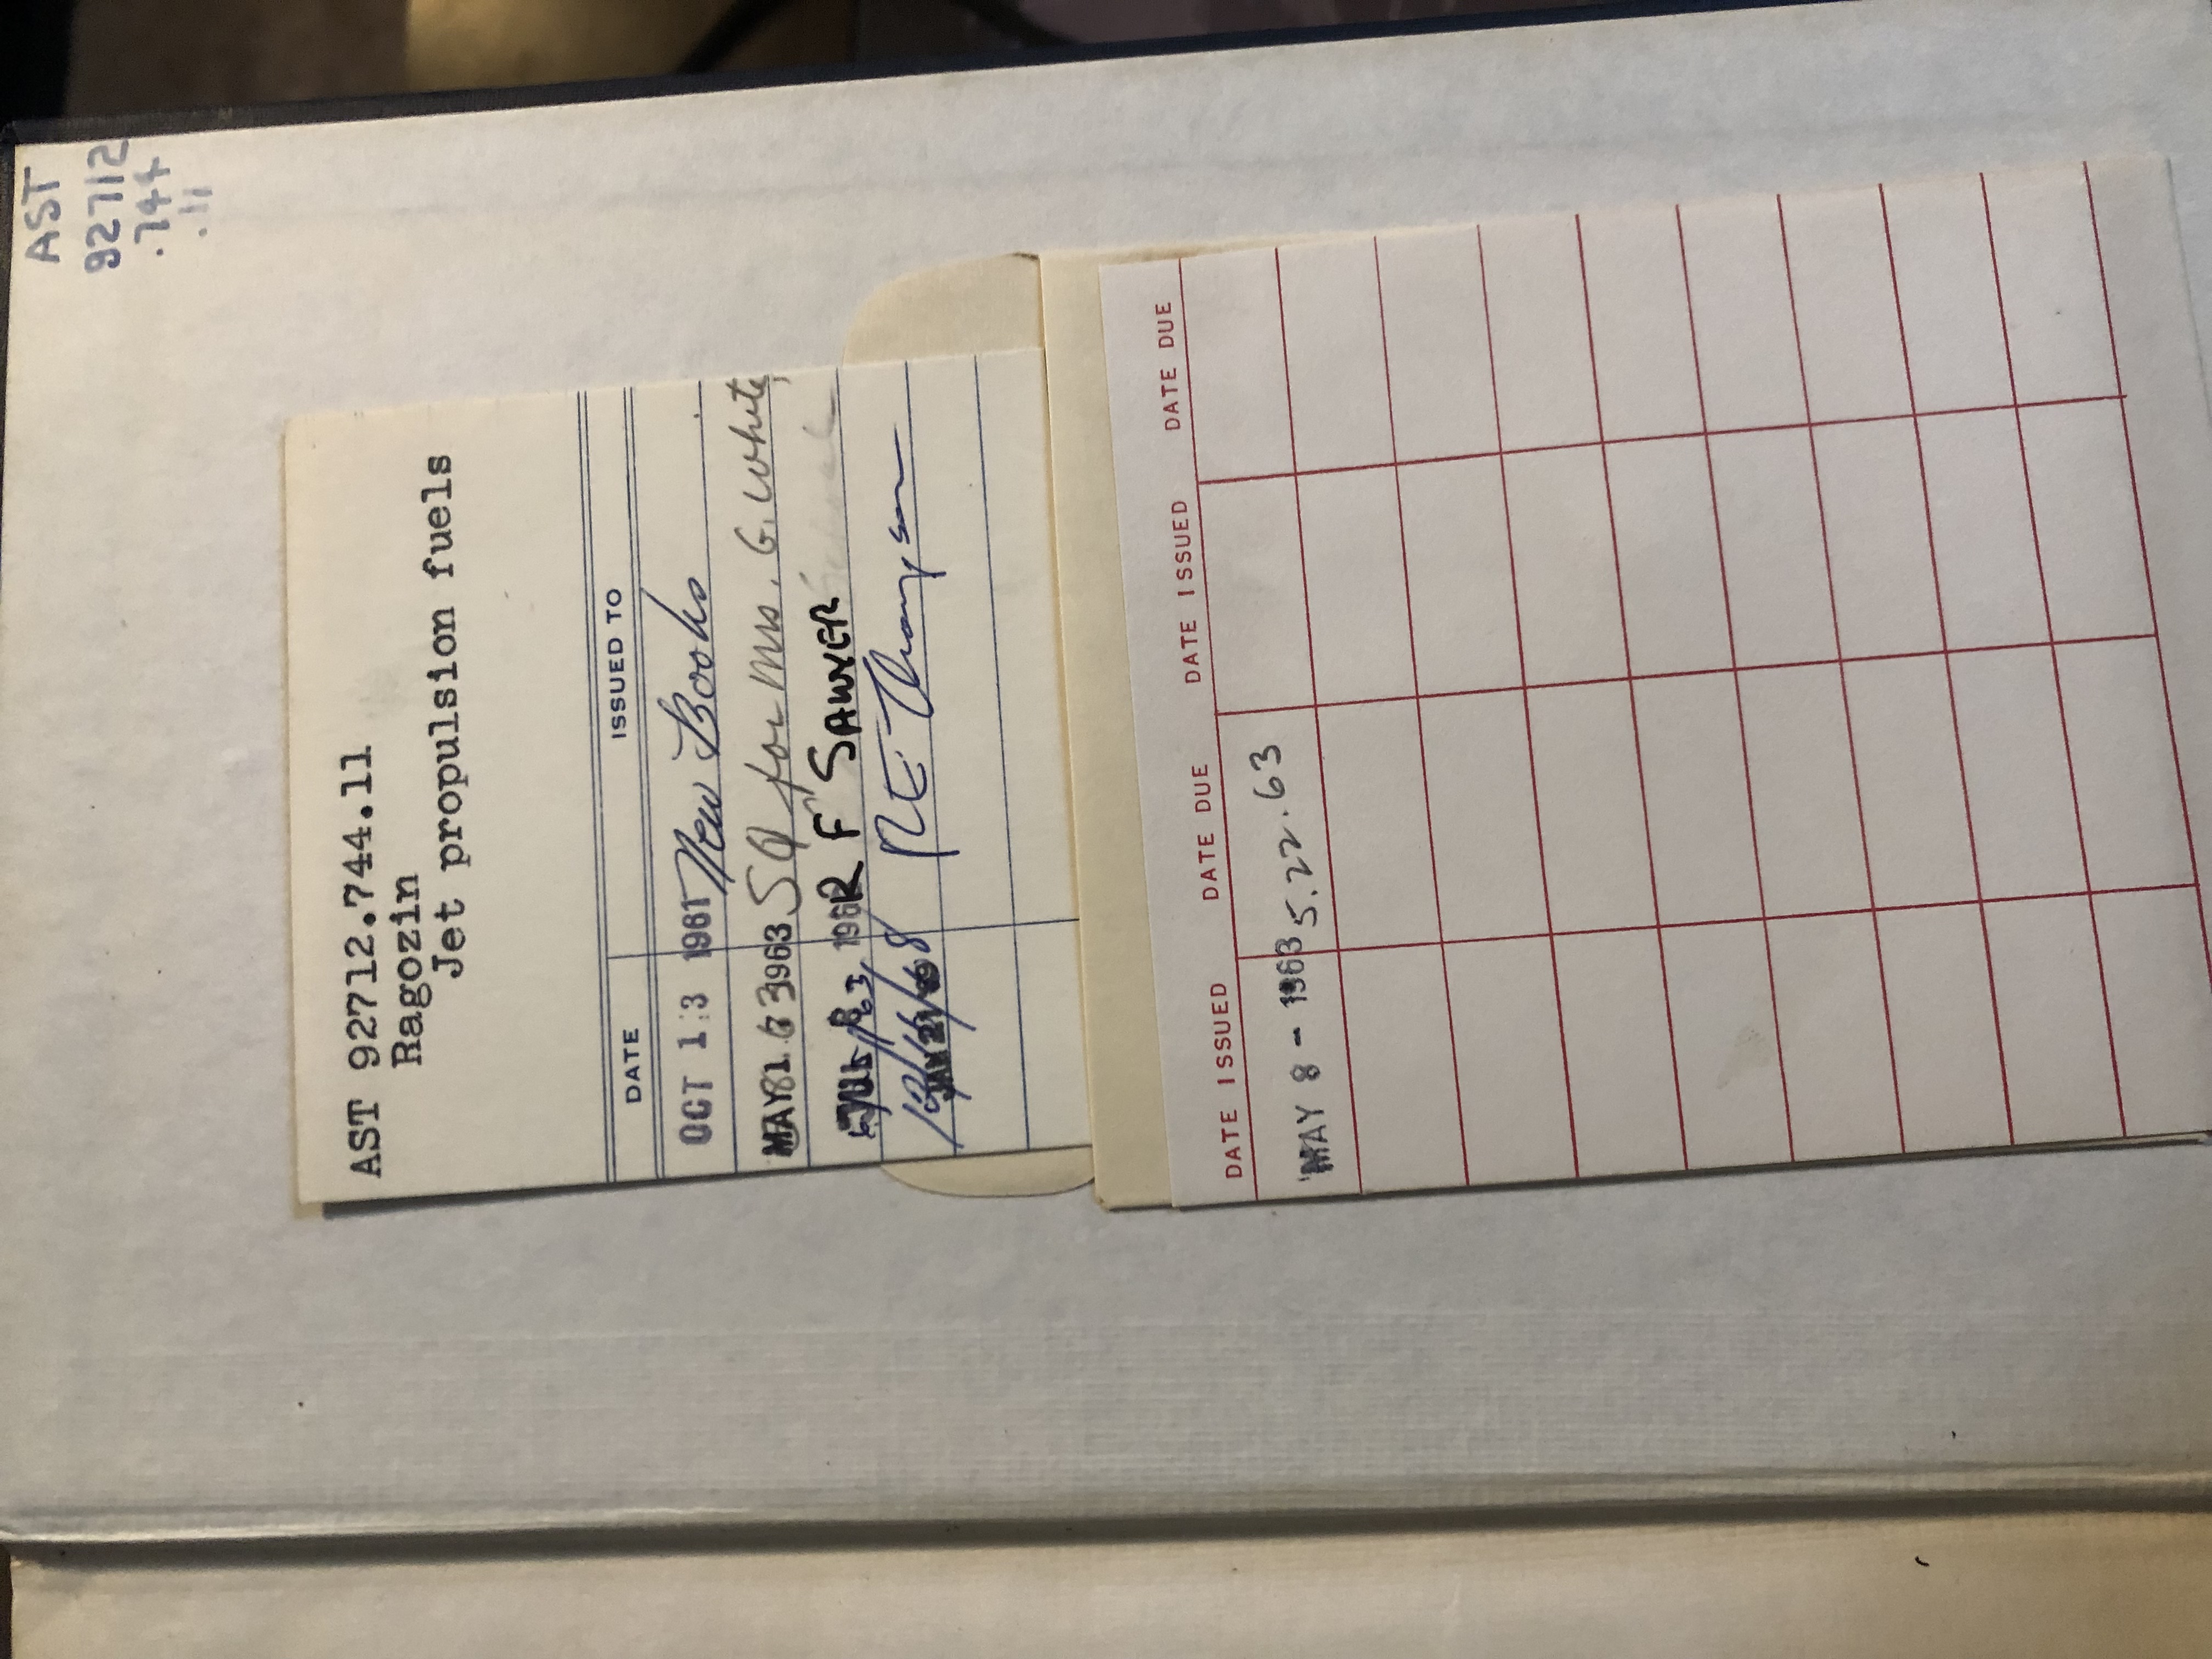 AST
92712
.744
.11
AST 92712.744.11
Ragozin
Jet propulsion fuels
DATE ISSUED TO
OCT 13 1961 New Books
1963 for Mrs. G. White
R F SAWYER
R.E. Thompson
DATE ISSUED DATE DUE DATE ISSUED DATE DUE
MAY 8 - 1963 5.22.63